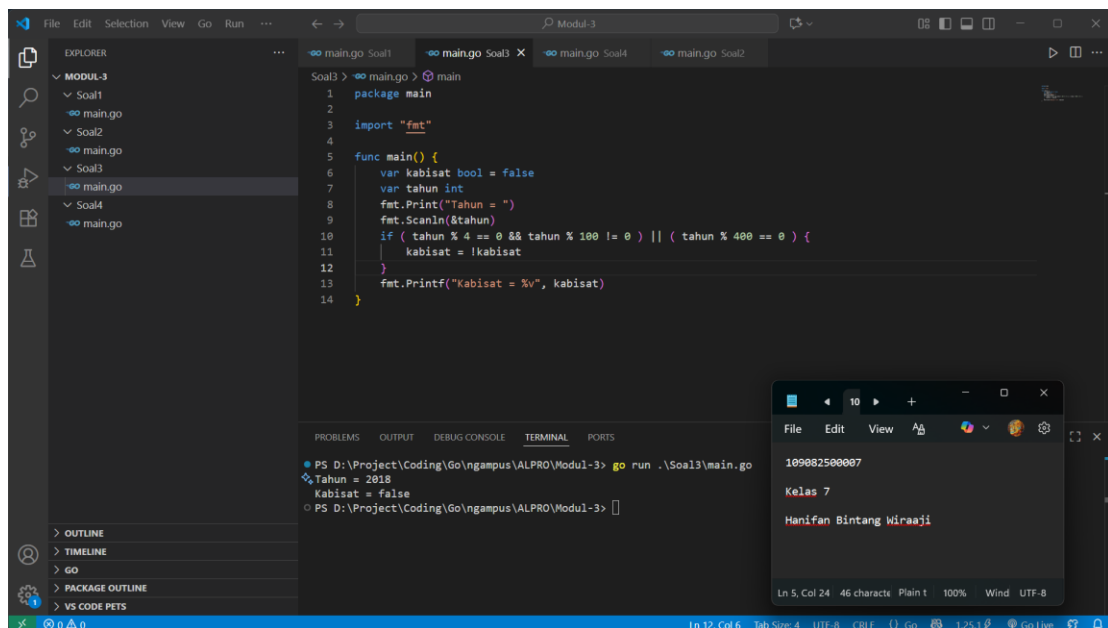 File Edit Selection View Go Run ... Modul-3
EXPLORER ...
MODUL-3
Soal1
main.go
Soal2
main.go
Soal3
main.go
Soal4
main.go
OUTLINE
TIMELINE
GO
PACKAGE OUTLINE
VS CODE PETS
main.go Soal1 main.go Soal3 main.go Soal4 main.go Soal2
Soal3 > main.go > main
1 package main
2
3 import "fmt"
4
5 func main() {
6 var kabisat bool = false
7 var tahun int
8 fmt.Print("Tahun = ")
9 fmt.Scanln(&tahun)
10 if ( tahun % 4 == 0 && tahun % 100 != 0 ) || ( tahun % 400 == 0 ) {
11 kabisat = !kabisat
12 }
13 fmt.Printf("Kabisat = %v", kabisat)
14 }
PROBLEMS OUTPUT DEBUG CONSOLE TERMINAL PORTS
PS D:\Project\Coding\Go\ngampus\ALPRO\Modul-3> go run .\Soal3\main.go
Tahun = 2018
Kabisat = false
PS D:\Project\Coding\Go\ngampus\ALPRO\Modul-3>
10
File Edit View
109082500007
Kelas 7
Hanifan Bintang Wiraaji
Ln 5, Col 24 46 characte Plain t 100% Wind UTF-8
1
0 0 Ln 12, Col 6 Tab Size: 4 UTF-8 CRLF {} Go 1.25.1 Go Live